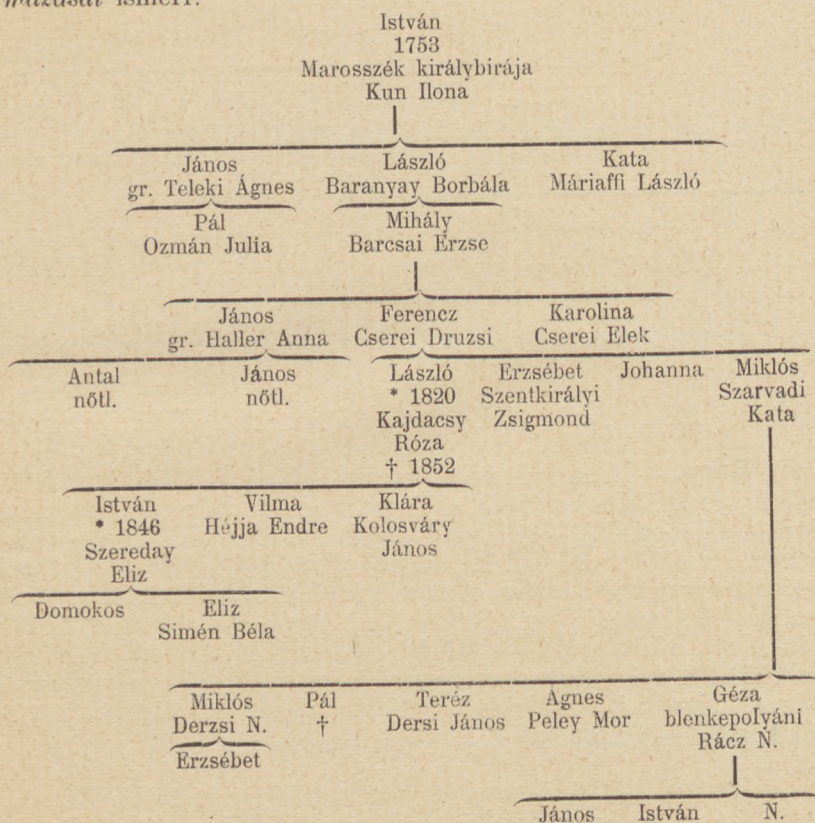 ismert.
István
1753
Marosszék királybirája
Kun Ilona
János László Kata
gr. Teleki Ágnes Baranyay Borbála Máriaffi László
Pál Mihály
Ozmán Julia Barcsai Erzse
János Ferencz Karolina
gr. Haller Anna Cserei Druzsi Cserei Elek
Antal János László Erzsébet Johanna Miklós
nőtl. nőtl. * 1820 Szentkirályi Szarvadi
Kajdacsy Zsigmond Kata
Róza
† 1852
István Vilma Klára
* 1846 Héjja Endre Kolosváry
Szereday János
Eliz
Domokos Eliz
Simén Béla
Miklós Pál Teréz Ágnes Géza
Derzsi N. † Dersi János Peley Mor blenkepolyáni
Erzsébet Rácz N.
János István N.